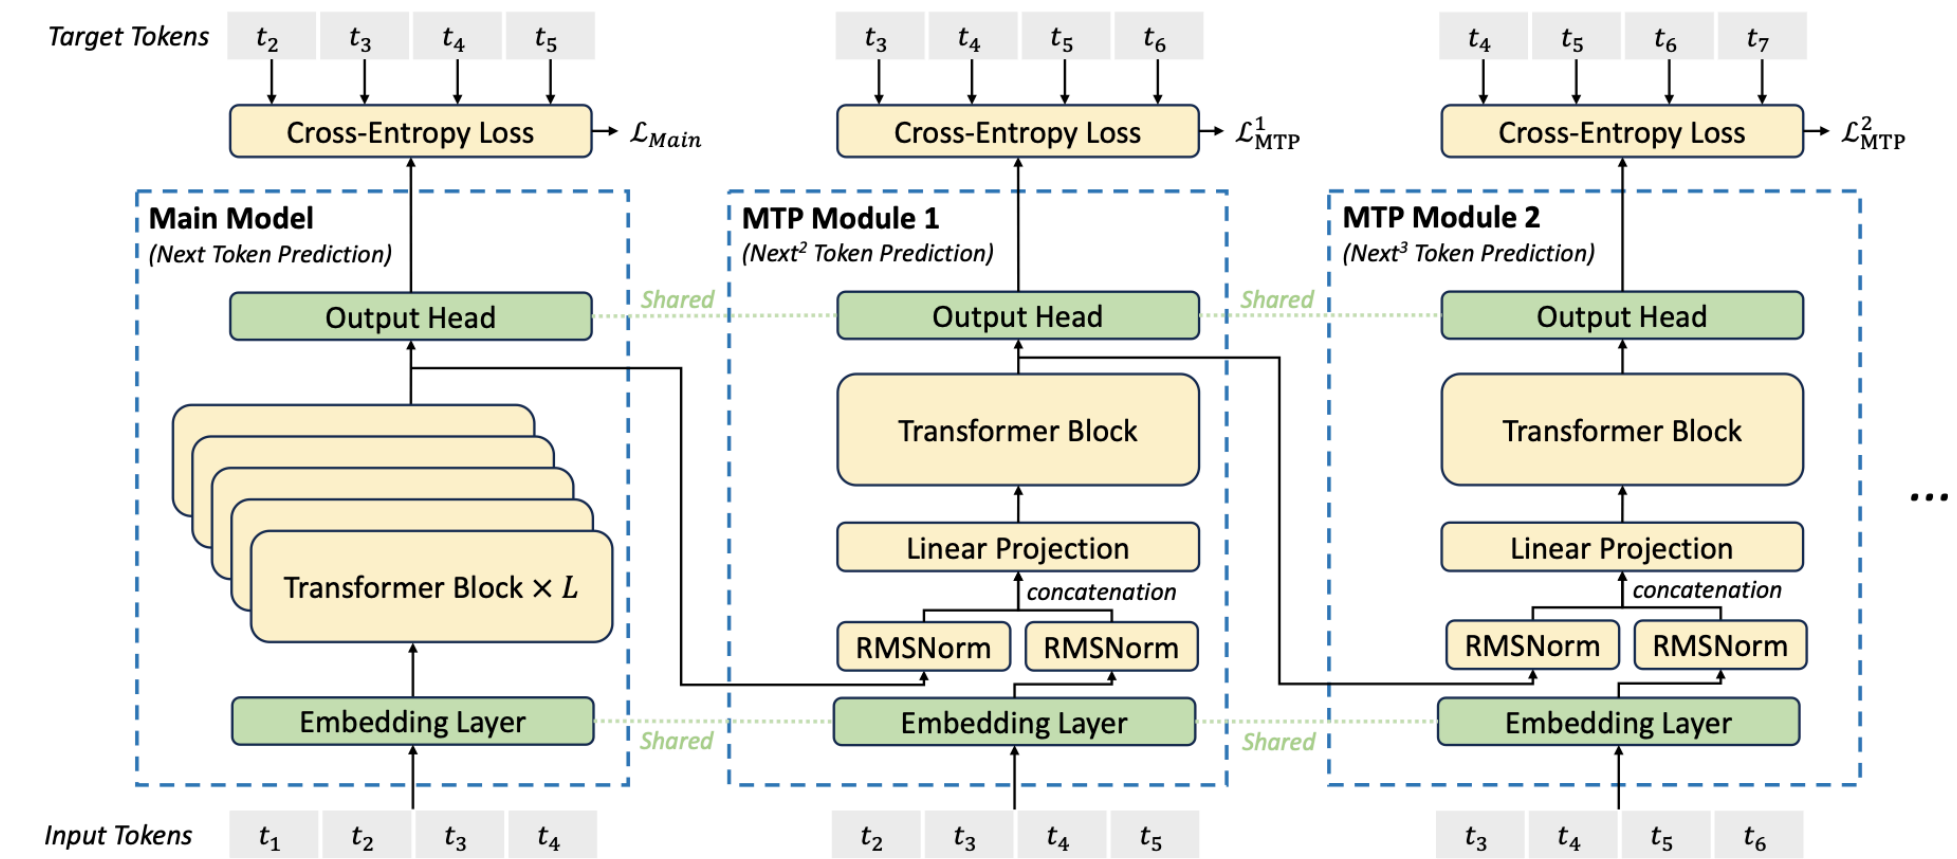 Target Tokens t₂ t₃ t₄ t₅ t₃ t₄ t₅ t₆ t₄ t₅ t₆ t₇
Cross-Entropy Loss ℒ_Main Cross-Entropy Loss ℒ¹_MTP Cross-Entropy Loss ℒ²_MTP
Main Model MTP Module 1 MTP Module 2
(Next Token Prediction) (Next² Token Prediction) (Next³ Token Prediction)
Shared Shared
Output Head Output Head Output Head
Transformer Block Transformer Block
...
Linear Projection Linear Projection
Transformer Block × L concatenation concatenation
RMSNorm RMSNorm RMSNorm RMSNorm
Embedding Layer Embedding Layer Embedding Layer
Shared Shared
Input Tokens t₁ t₂ t₃ t₄ t₂ t₃ t₄ t₅ t₃ t₄ t₅ t₆